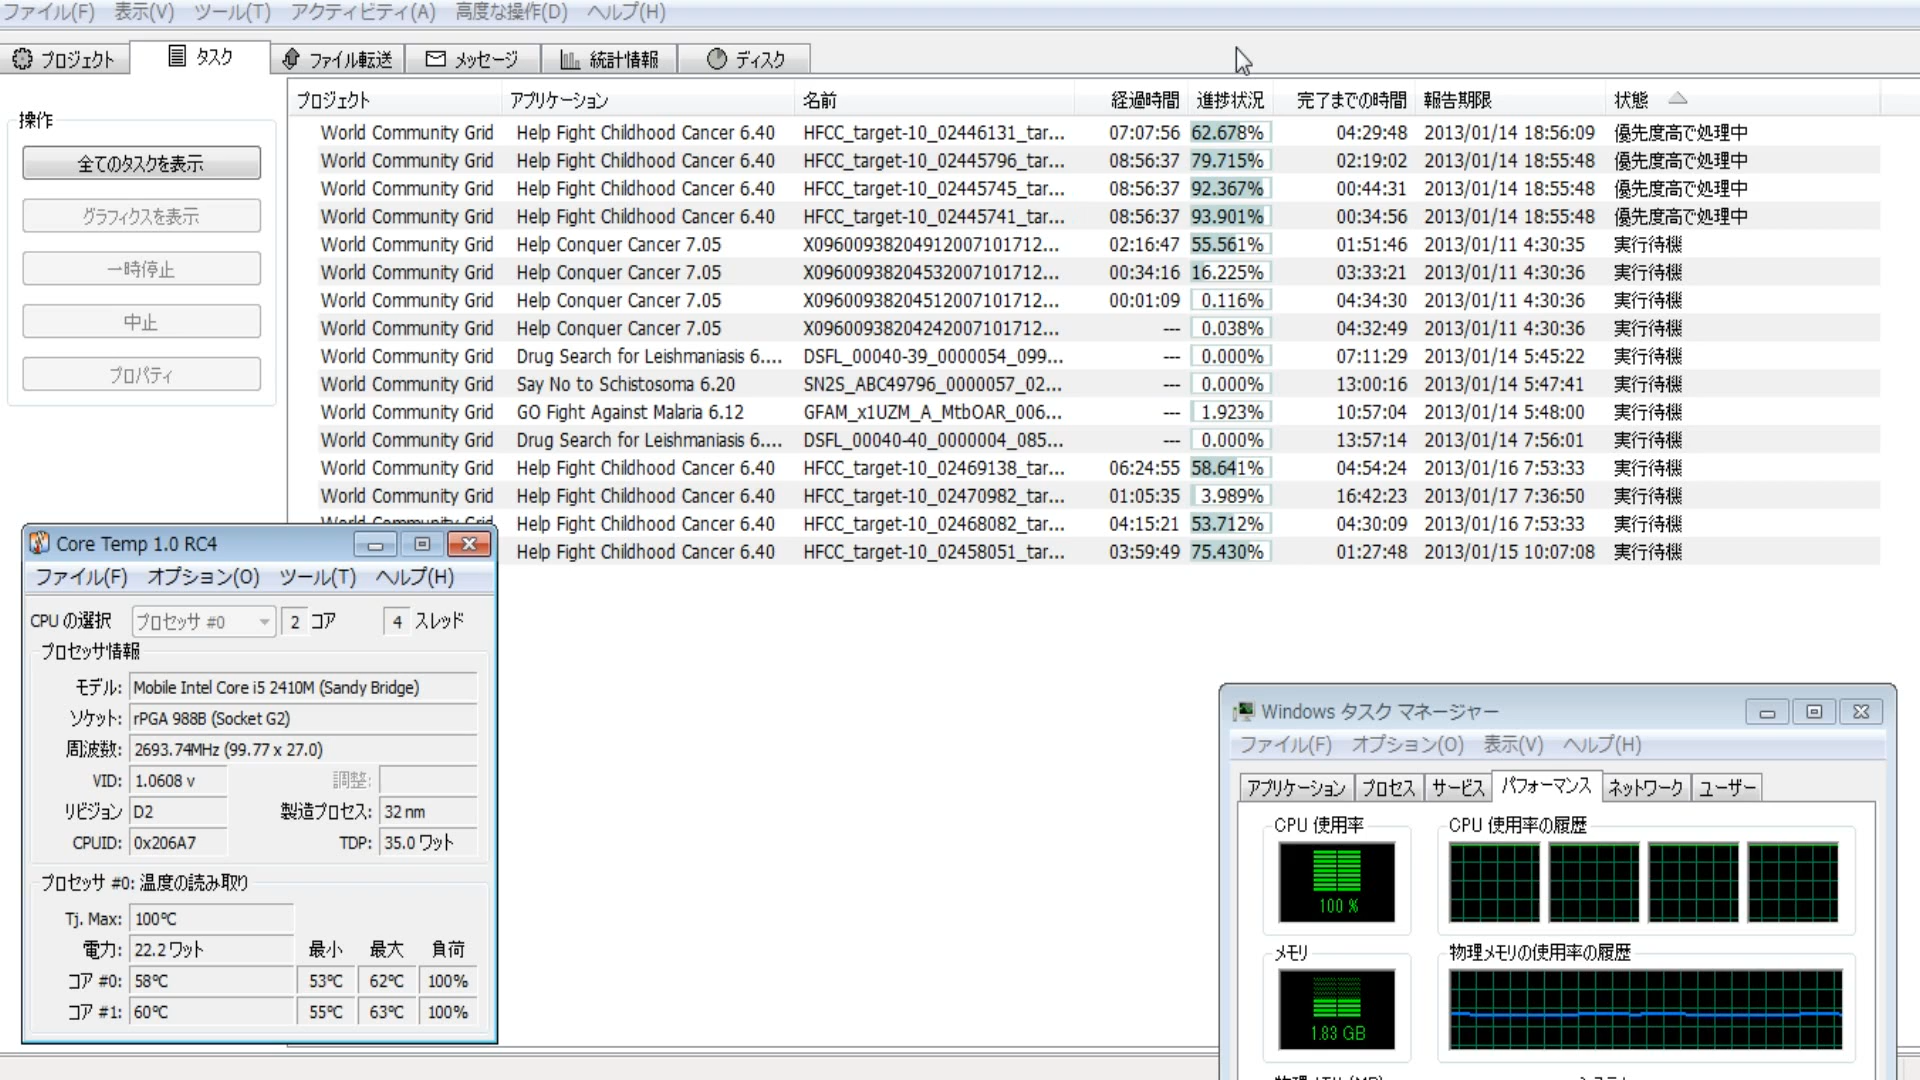 ファイル(F) 表示(V) ツール(T) アクティビティ(A) 高度な操作(D) ヘルプ(H)
プロジェクト タスク ファイル転送 メッセージ 統計情報 ディスク
操作
全てのタスクを表示
グラフィクスを表示
一時停止
中止
プロパティ
プロジェクト アプリケーション 名前 経過時間 進捗状況 完了までの時間 報告期限 状態
World Community Grid Help Fight Childhood Cancer 6.40 HFCC_target-10_02446131_tar... 07:07:56 62.678% 04:29:48 2013/01/14 18:56:09 優先度高で処理中
World Community Grid Help Fight Childhood Cancer 6.40 HFCC_target-10_02445796_tar... 08:56:37 79.715% 02:19:02 2013/01/14 18:55:48 優先度高で処理中
World Community Grid Help Fight Childhood Cancer 6.40 HFCC_target-10_02445745_tar... 08:56:37 92.367% 00:44:31 2013/01/14 18:55:48 優先度高で処理中
World Community Grid Help Fight Childhood Cancer 6.40 HFCC_target-10_02445741_tar... 08:56:37 93.901% 00:34:56 2013/01/14 18:55:48 優先度高で処理中
World Community Grid Help Conquer Cancer 7.05 X0960093820491200​7101712... 02:16:47 55.561% 01:51:46 2013/01/11 4:30:35 実行待機
World Community Grid Help Conquer Cancer 7.05 X0960093820453200​7101712... 00:34:16 16.225% 03:33:21 2013/01/11 4:30:36 実行待機
World Community Grid Help Conquer Cancer 7.05 X0960093820451200​7101712... 00:01:09 0.116% 04:34:30 2013/01/11 4:30:36 実行待機
World Community Grid Help Conquer Cancer 7.05 X0960093820424200​7101712... --- 0.038% 04:32:49 2013/01/11 4:30:36 実行待機
World Community Grid Drug Search for Leishmaniasis 6.... DSFL_00040-39_0000054_099... --- 0.000% 07:11:29 2013/01/14 5:45:22 実行待機
World Community Grid Say No to Schistosoma 6.20 SN2S_ABC49796_0000057_02... --- 0.000% 13:00:16 2013/01/14 5:47:41 実行待機
World Community Grid GO Fight Against Malaria 6.12 GFAM_x1UZM_A_MtbOAR_006... --- 1.923% 10:57:04 2013/01/14 5:48:00 実行待機
World Community Grid Drug Search for Leishmaniasis 6.... DSFL_00040-40_0000004_085... --- 0.000% 13:57:14 2013/01/14 7:56:01 実行待機
World Community Grid Help Fight Childhood Cancer 6.40 HFCC_target-10_02469138_tar... 06:24:55 58.641% 04:54:24 2013/01/16 7:53:33 実行待機
World Community Grid Help Fight Childhood Cancer 6.40 HFCC_target-10_02470982_tar... 01:05:35 3.989% 16:42:23 2013/01/17 7:36:50 実行待機
World Community Grid Help Fight Childhood Cancer 6.40 HFCC_target-10_02468082_tar... 04:15:21 53.712% 04:30:09 2013/01/16 7:53:33 実行待機
Help Fight Childhood Cancer 6.40 HFCC_target-10_02458051_tar... 03:59:49 75.430% 01:27:48 2013/01/15 10:07:08 実行待機
Core Temp 1.0 RC4
ファイル(F) オプション(O) ツール(T) ヘルプ(H)
CPU の選択 プロセッサ #0 2 コア 4 スレッド
プロセッサ情報
モデル: Mobile Intel Core i5 2410M (Sandy Bridge)
ソケット: rPGA 988B (Socket G2)
周波数: 2693.74MHz (99.77 x 27.0)
VID: 1.0608 v 調整:
リビジョン D2 製造プロセス: 32 nm
CPUID: 0x206A7 TDP: 35.0 ワット
プロセッサ #0: 温度の読み取り
Tj. Max: 100℃
電力: 22.2 ワット 最小 最大 負荷
コア #0: 58℃ 53℃ 62℃ 100%
コア #1: 60℃ 55℃ 63℃ 100%
Windows タスク マネージャー
ファイル(F) オプション(O) 表示(V) ヘルプ(H)
アプリケーション プロセス サービス パフォーマンス ネットワーク ユーザー
CPU 使用率 CPU 使用率の履歴
100 %
メモリ 物理メモリの使用率の履歴
1.83 GB
物理メモリ (MB) システム